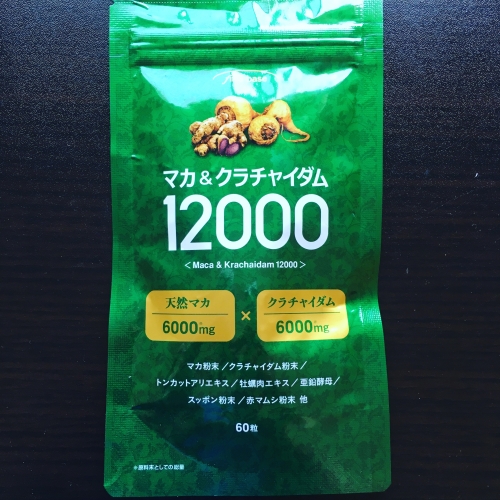 マカ&クラチャイダム
12000
<Maca & Krachaidam 12000>
天然マカ
6000※mg
×
クラチャイダム
6000※mg
マカ粉末/クラチャイダム粉末/
トンカットアリエキス/牡蠣肉エキス/亜鉛酵母/
スッポン粉末/赤マムシ粉末 他
60粒
※原料末としての総量